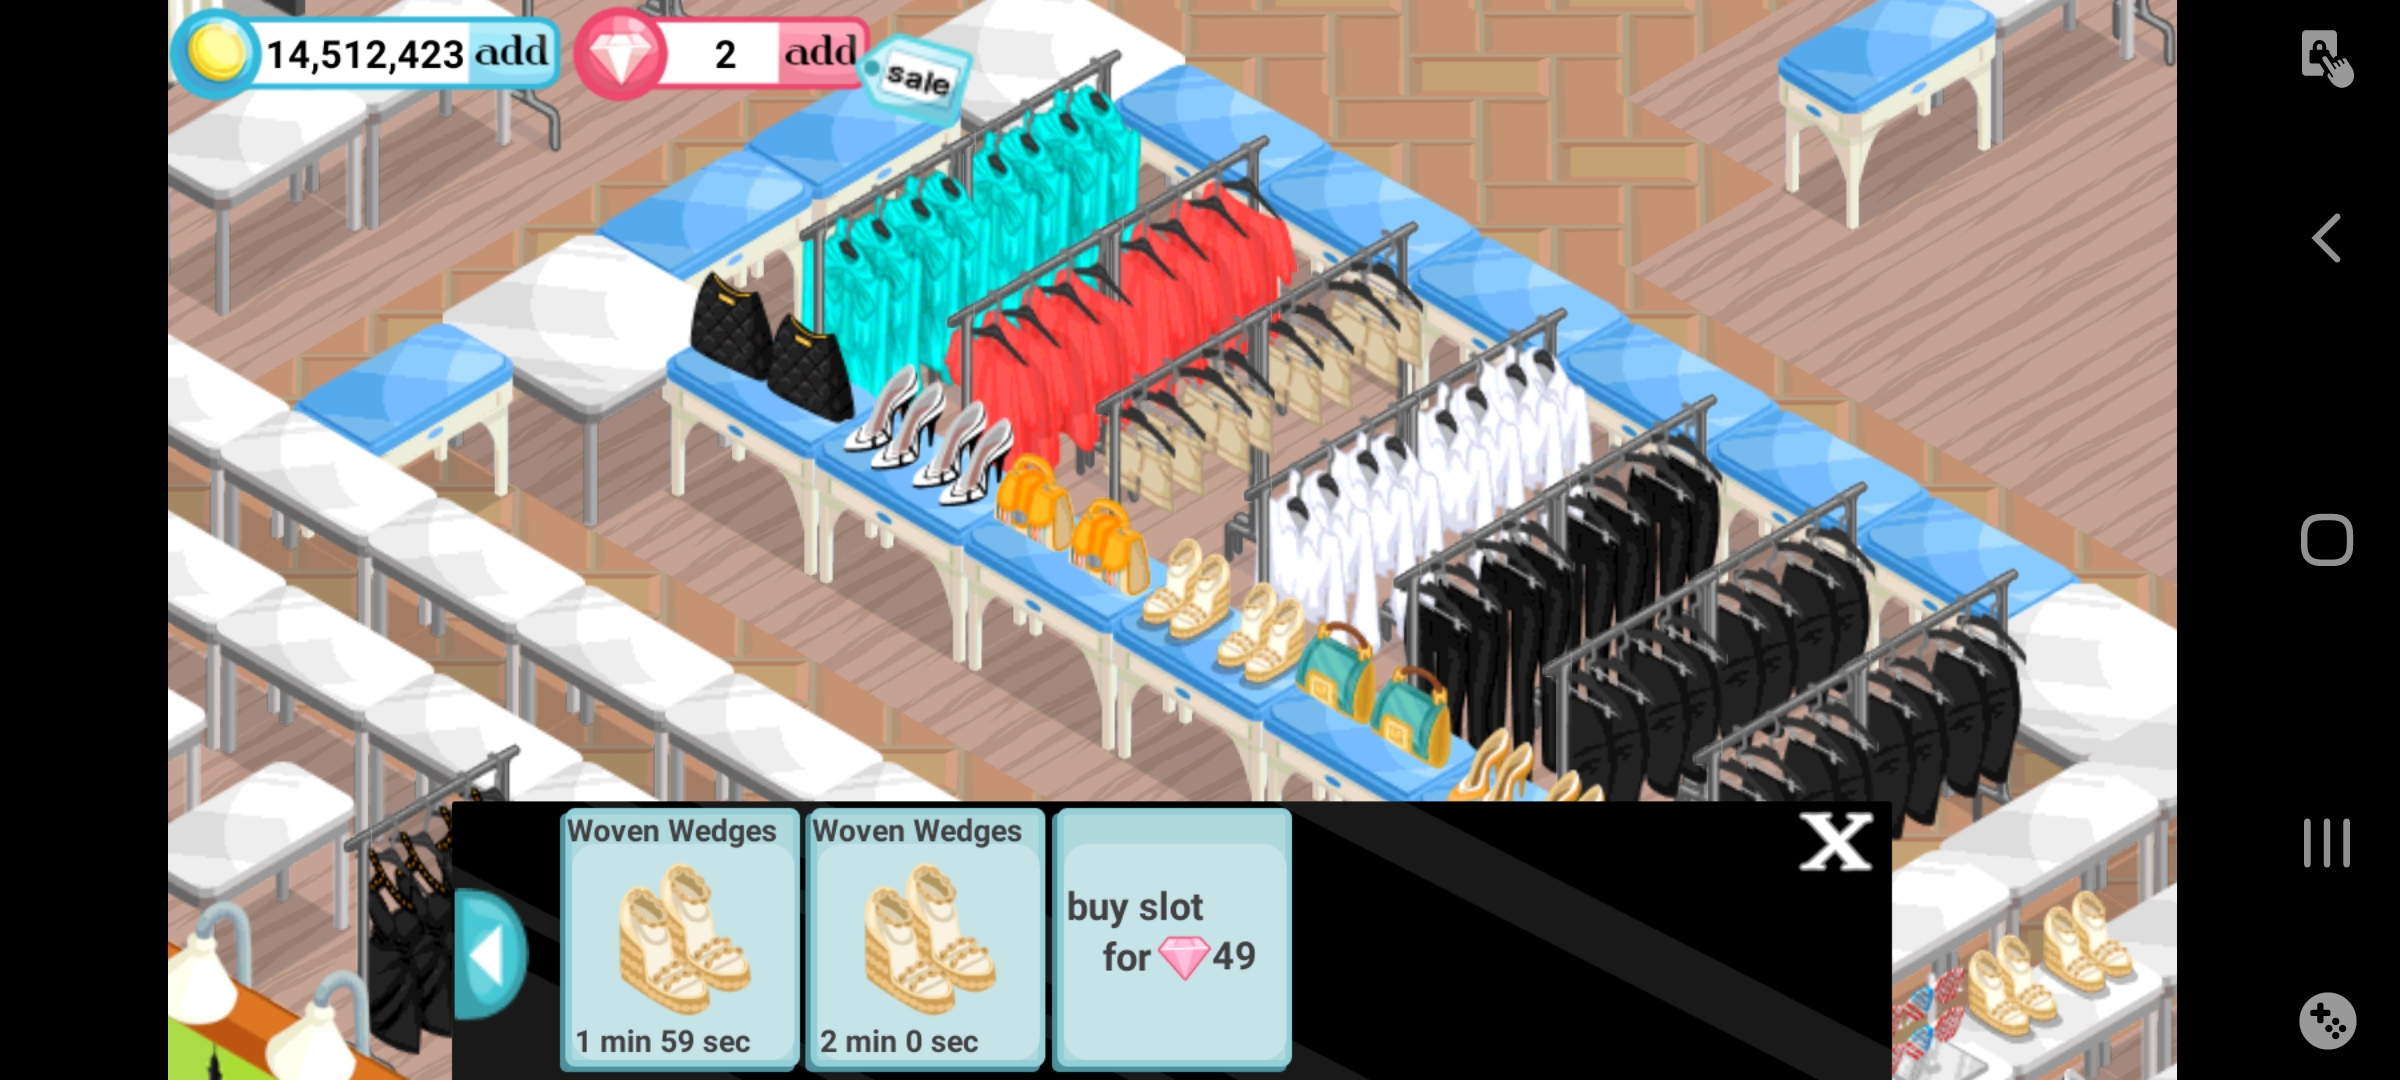 14,512,423 add
2 add
sale
Woven Wedges
1 min 59 sec
Woven Wedges
2 min 0 sec
buy slot
for 49
X